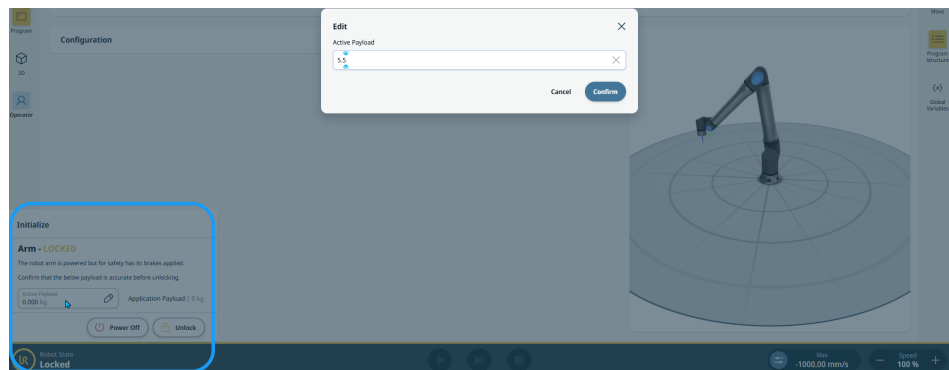 Program
Configuration
3D
Operator
Edit
Active Payload
5.5
Cancel
Confirm
Move
Program
structure
{x}
Global
Variables
Initialize
Arm - LOCKED
The robot arm is powered but for safety has its brakes applied.
Confirm that the below payload is accurate before unlocking.
Active Payload
0.000 kg
Application Payload | 0 kg
Power Off
Unlock
UR
Robot State
Locked
Max
-1000.00 mm/s
Speed
100 %